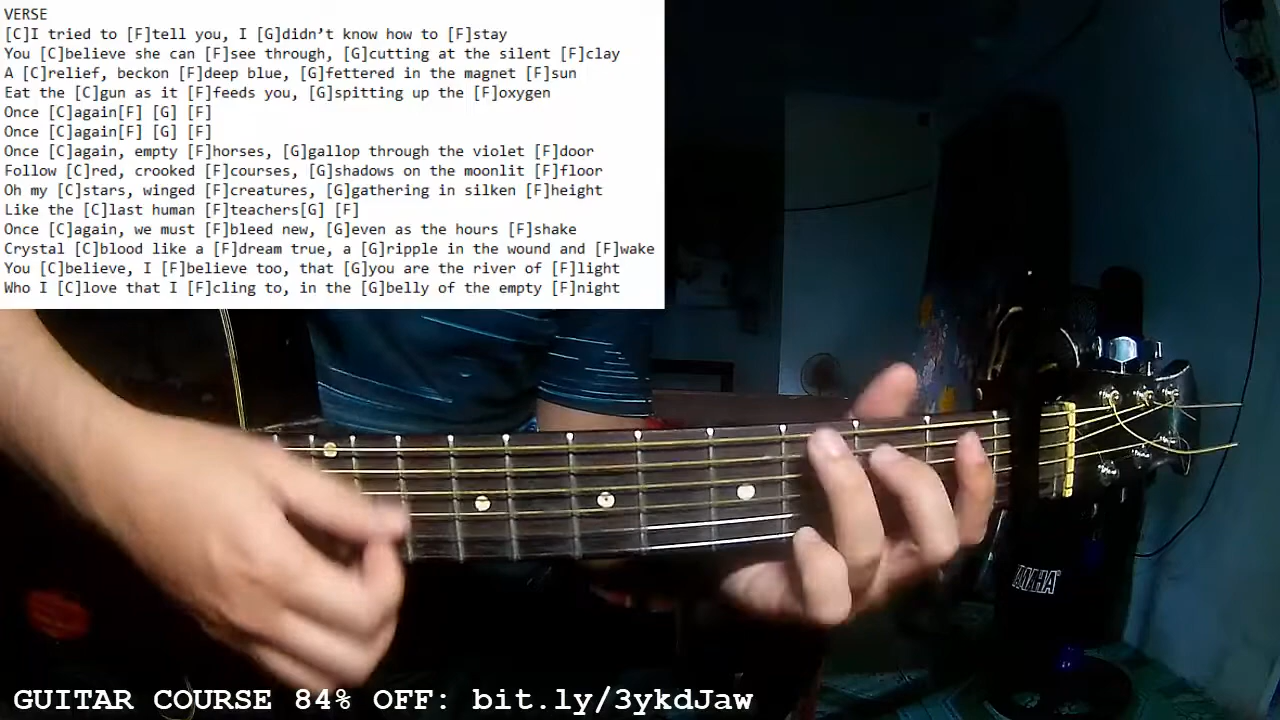 VERSE
[C]I tried to [F]tell you, I [G]didn’t know how to [F]stay
You [C]believe she can [F]see through, [G]cutting at the silent [F]clay
A [C]relief, beckon [F]deep blue, [G]fettered in the magnet [F]sun
Eat the [C]gun as it [F]feeds you, [G]spitting up the [F]oxygen
Once [C]again[F] [G] [F]
Once [C]again[F] [G] [F]
Once [C]again, empty [F]horses, [G]gallop through the violet [F]door
Follow [C]red, crooked [F]courses, [G]shadows on the moonlit [F]floor
Oh my [C]stars, winged [F]creatures, [G]gathering in silken [F]height
Like the [C]last human [F]teachers[G] [F]
Once [C]again, we must [F]bleed new, [G]even as the hours [F]shake
Crystal [C]blood like a [F]dream true, a [G]ripple in the wound and [F]wake
You [C]believe, I [F]believe too, that [G]you are the river of [F]light
Who I [C]love that I [F]cling to, in the [G]belly of the empty [F]night
GUITAR COURSE 84% OFF: bit.ly/3ykdJaw